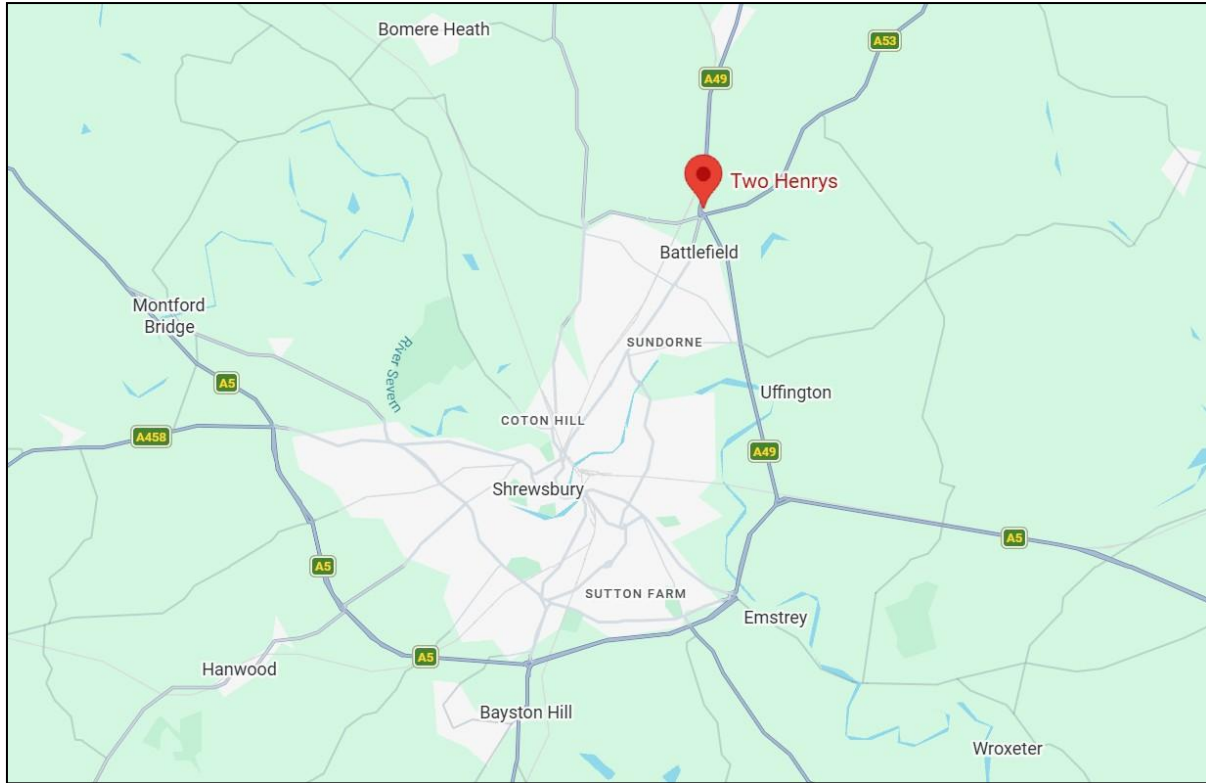 Bomere Heath
A53
A49
Two Henrys
Battlefield
Montford
Bridge
SUNDORNE
River Severn
A5
Uffington
COTON HILL
A458
A49
Shrewsbury
A5
A5
SUTTON FARM
Emstrey
A5
Hanwood
Bayston Hill
Wroxeter